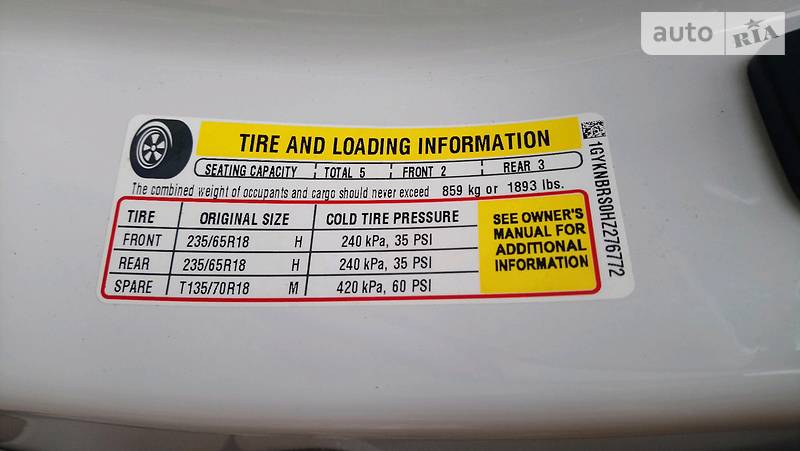 auto RIA
TIRE AND LOADING INFORMATION
SEATING CAPACITY TOTAL 5 FRONT 2 REAR 3
The combined weight of occupants and cargo should never exceed 859 kg or 1893 lbs.
TIRE ORIGINAL SIZE COLD TIRE PRESSURE
FRONT 235/65R18 H 240 kPa, 35 PSI
REAR 235/65R18 H 240 kPa, 35 PSI
SPARE T135/70R18 M 420 kPa, 60 PSI
SEE OWNER'S
MANUAL FOR
ADDITIONAL
INFORMATION
1GYKNBRS0HZ276772